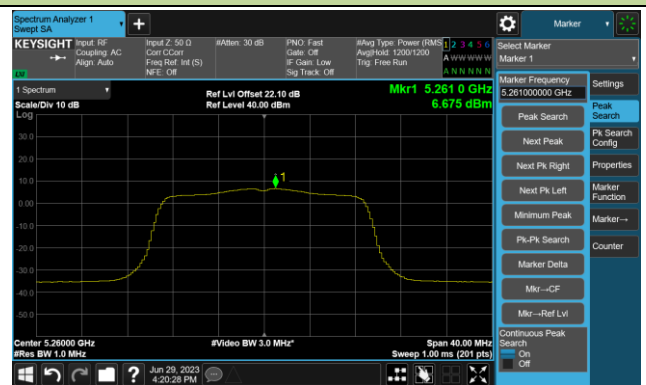 Spectrum Analyzer 1
Swept SA
+
Marker
KEYSIGHT
Input: RF
Coupling: AC
Align: Auto
Input Z: 50 Ω
Corr CCorr
Freq Ref: Int (S)
NFE: Off
#Atten: 30 dB
PNO: Fast
Gate: Off
IF Gain: Low
Sig Track: Off
#Avg Type: Power (RMS
Avg|Hold: 1200/1200
Trig: Free Run
1 2 3 4 5 6
A W W W W W
A N N N N N
LXI
Select Marker
Marker 1
1 Spectrum
Scale/Div 10 dB
Log
Ref Lvl Offset 22.10 dB
Ref Level 40.00 dBm
Mkr1 5.261 0 GHz
6.675 dBm
30.0
20.0
10.0
0.00
-10.0
-20.0
-30.0
-40.0
-50.0
1
Center 5.26000 GHz
#Res BW 1.0 MHz
#Video BW 3.0 MHz*
Span 40.00 MHz
Sweep 1.00 ms (201 pts)
Marker Frequency
5.261000000 GHz
Peak Search
Next Peak
Next Pk Right
Next Pk Left
Minimum Peak
Pk-Pk Search
Marker Delta
Mkr→CF
Mkr→Ref Lvl
Continuous Peak
Search
On
Off
Settings
Peak
Search
Pk Search
Config
Properties
Marker
Function
Marker→
Counter
?
Jun 29, 2023
4:20:28 PM